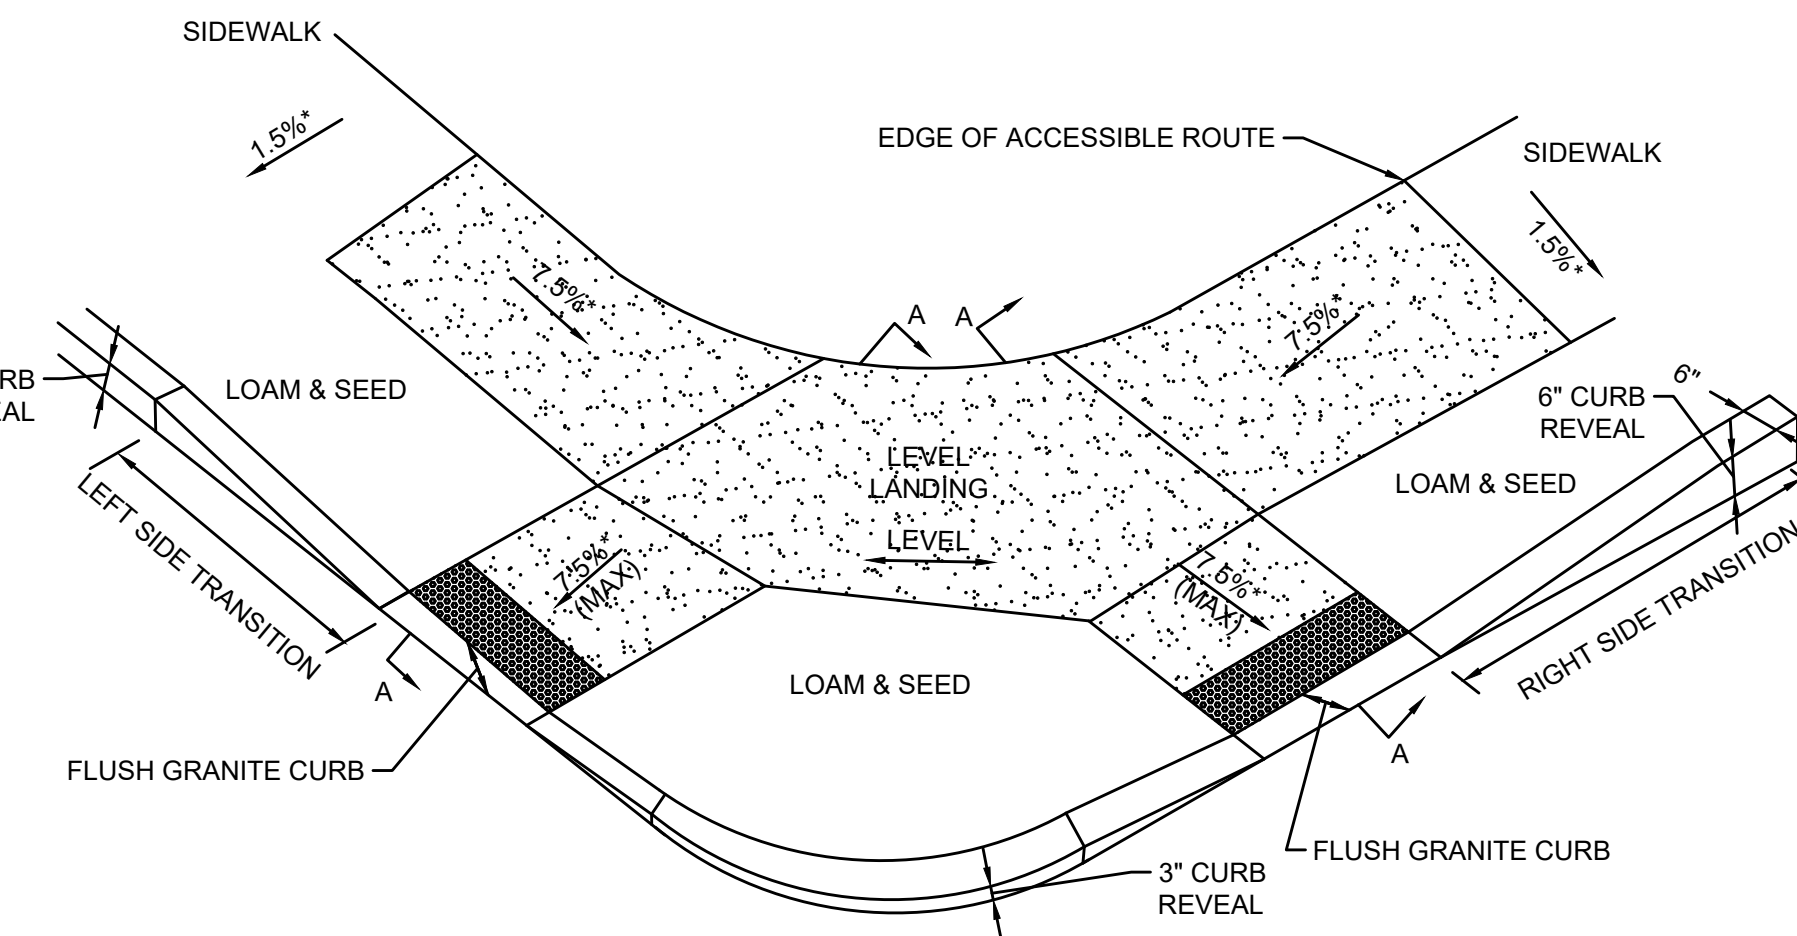 SIDEWALK
1.5%*
EDGE OF ACCESSIBLE ROUTE
SIDEWALK
1.5%*
7.5%*
A
A
7.5%*
RB
EAL
LOAM & SEED
6"
6" CURB
REVEAL
LEVEL
LANDING
LEVEL
LOAM & SEED
LEFT SIDE TRANSITION
7.5%*
(MAX)
7.5%*
(MAX)
RIGHT SIDE TRANSITION
A
LOAM & SEED
A
FLUSH GRANITE CURB
FLUSH GRANITE CURB
3" CURB
REVEAL